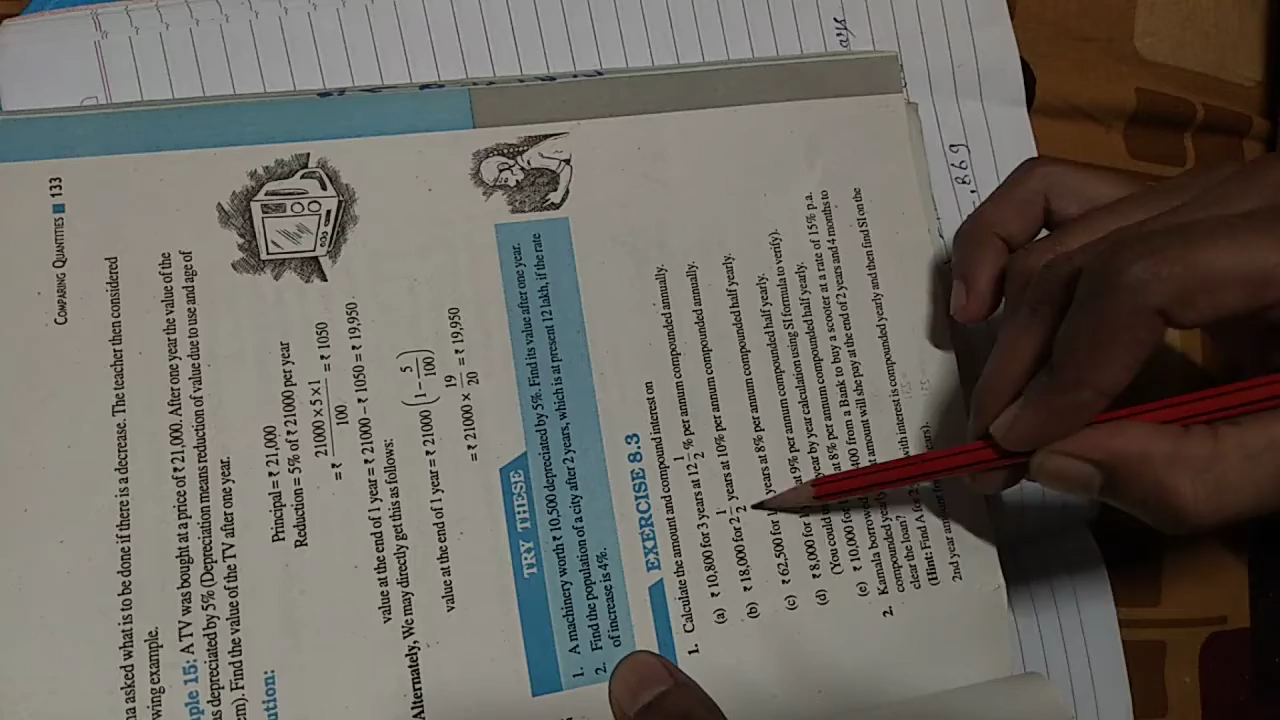 COMPARING QUANTITIES 133
na asked what is to be done if there is a decrease. The teacher then considered
wing example.
ple 15: A TV was bought at a price of ₹ 21,000. After one year the value of the
as depreciated by 5% (Depreciation means reduction of value due to use and age of
em). Find the value of the TV after one year.
ution:
Principal = ₹ 21,000
Reduction = 5% of ₹ 21000 per year
= ₹ 21000 × 5 × 1 / 100 = ₹ 1050
value at the end of 1 year = ₹ 21000 – ₹ 1050 = ₹ 19,950
Alternately, We may directly get this as follows:
value at the end of 1 year = ₹ 21000 (1 – 5/100)
= ₹ 21000 × 19/20 = ₹ 19,950
TRY THESE
1. A machinery worth ₹ 10,500 depreciated by 5%. Find its value after one year.
2. Find the population of a city after 2 years, which is at present 12 lakh, if the rate
of increase is 4%.
EXERCISE 8.3
1. Calculate the amount and compound interest on
(a) ₹ 10,800 for 3 years at 12 1/2 % per annum compounded annually.
(b) ₹ 18,000 for 2 1/2 years at 10% per annum compounded annually.
(c) ₹ 62,500 for 1 years at 8% per annum compounded half yearly.
(d) ₹ 8,000 for 1 at 9% per annum compounded half yearly.
(You could year by year calculation using SI formula to verify).
(e) ₹ 10,000 for at 8% per annum compounded half yearly.
2. Kamala borrowed 400 from a Bank to buy a scooter at a rate of 15% p.a.
compounded yearly amount will she pay at the end of 2 years and 4 months to
clear the loan?
(Hint: Find A for 2 with interest is compounded yearly and then find SI on the
2nd year amount for ears).
869